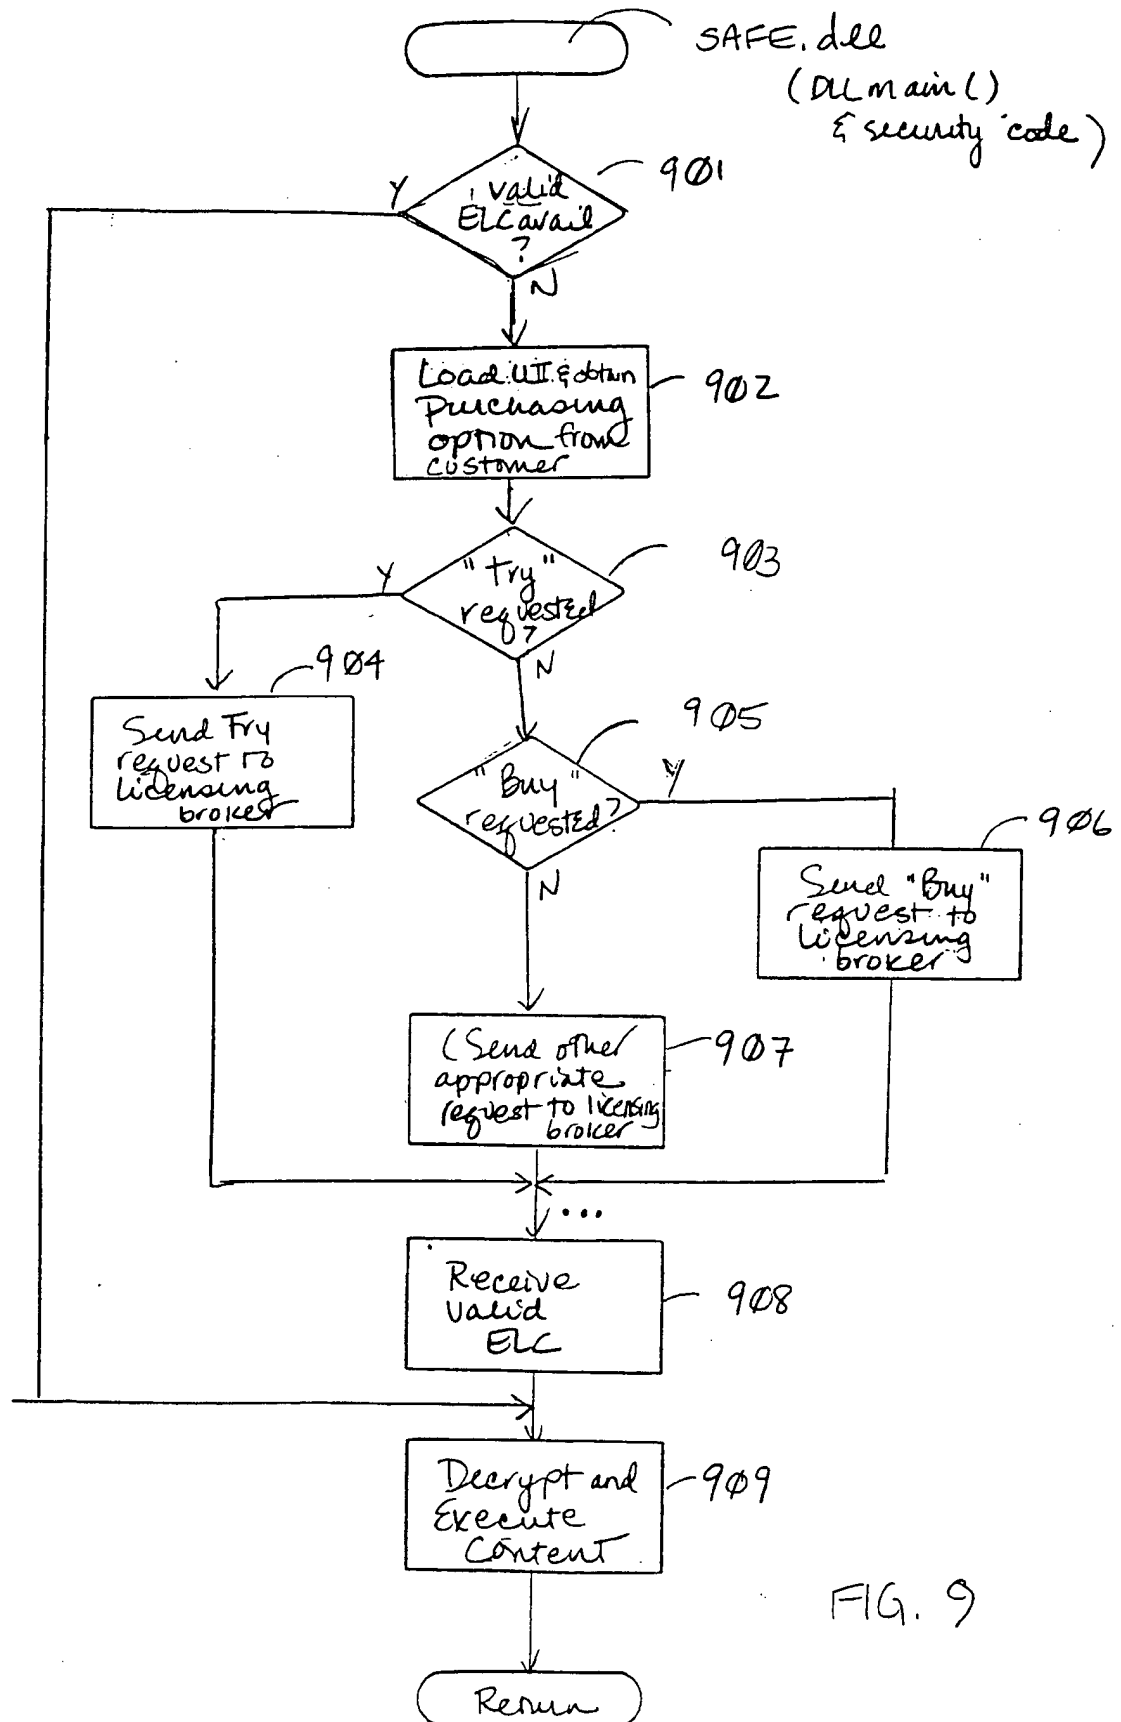 SAFE.dll
(DLLmain()
& security code)
901
Y
valid
ELC avail
?
N
Load UI & obtain
purchasing
option from
customer
902
903
Y
"Try"
requested
?
N
904
Send Try
request to
licensing
broker
905
"Buy"
requested?
Y
N
906
Send "Buy"
request to
licensing
broker
(Send other
appropriate
request to licensing
broker
907
...
Receive
valid
ELC
908
Decrypt and
Execute
Content
909
FIG. 9
Return